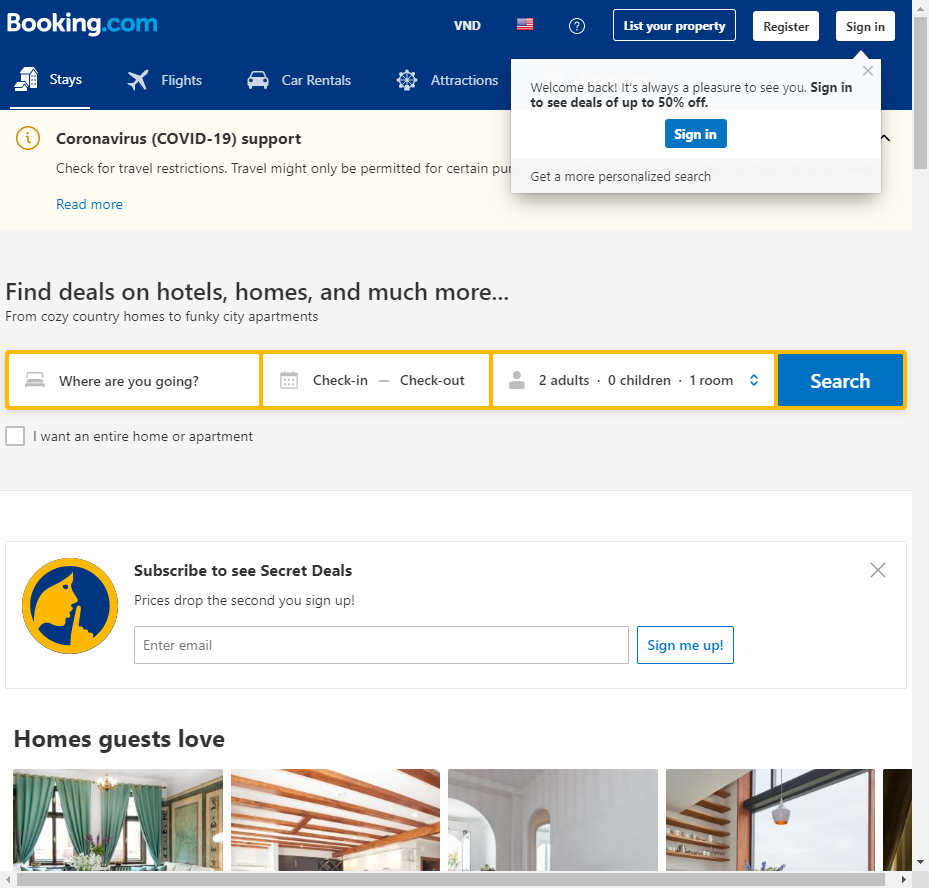 Booking.com
VND
List your property
Register
Sign in
Stays
Flights
Car Rentals
Attractions
Welcome back! It's always a pleasure to see you. Sign in
to see deals of up to 50% off.
Sign in
Get a more personalized search
Coronavirus (COVID-19) support
Check for travel restrictions. Travel might only be permitted for certain
Read more
Find deals on hotels, homes, and much more...
From cozy country homes to funky city apartments
Where are you going?
Check-in — Check-out
2 adults · 0 children · 1 room
Search
I want an entire home or apartment
Subscribe to see Secret Deals
Prices drop the second you sign up!
Enter email
Sign me up!
Homes guests love